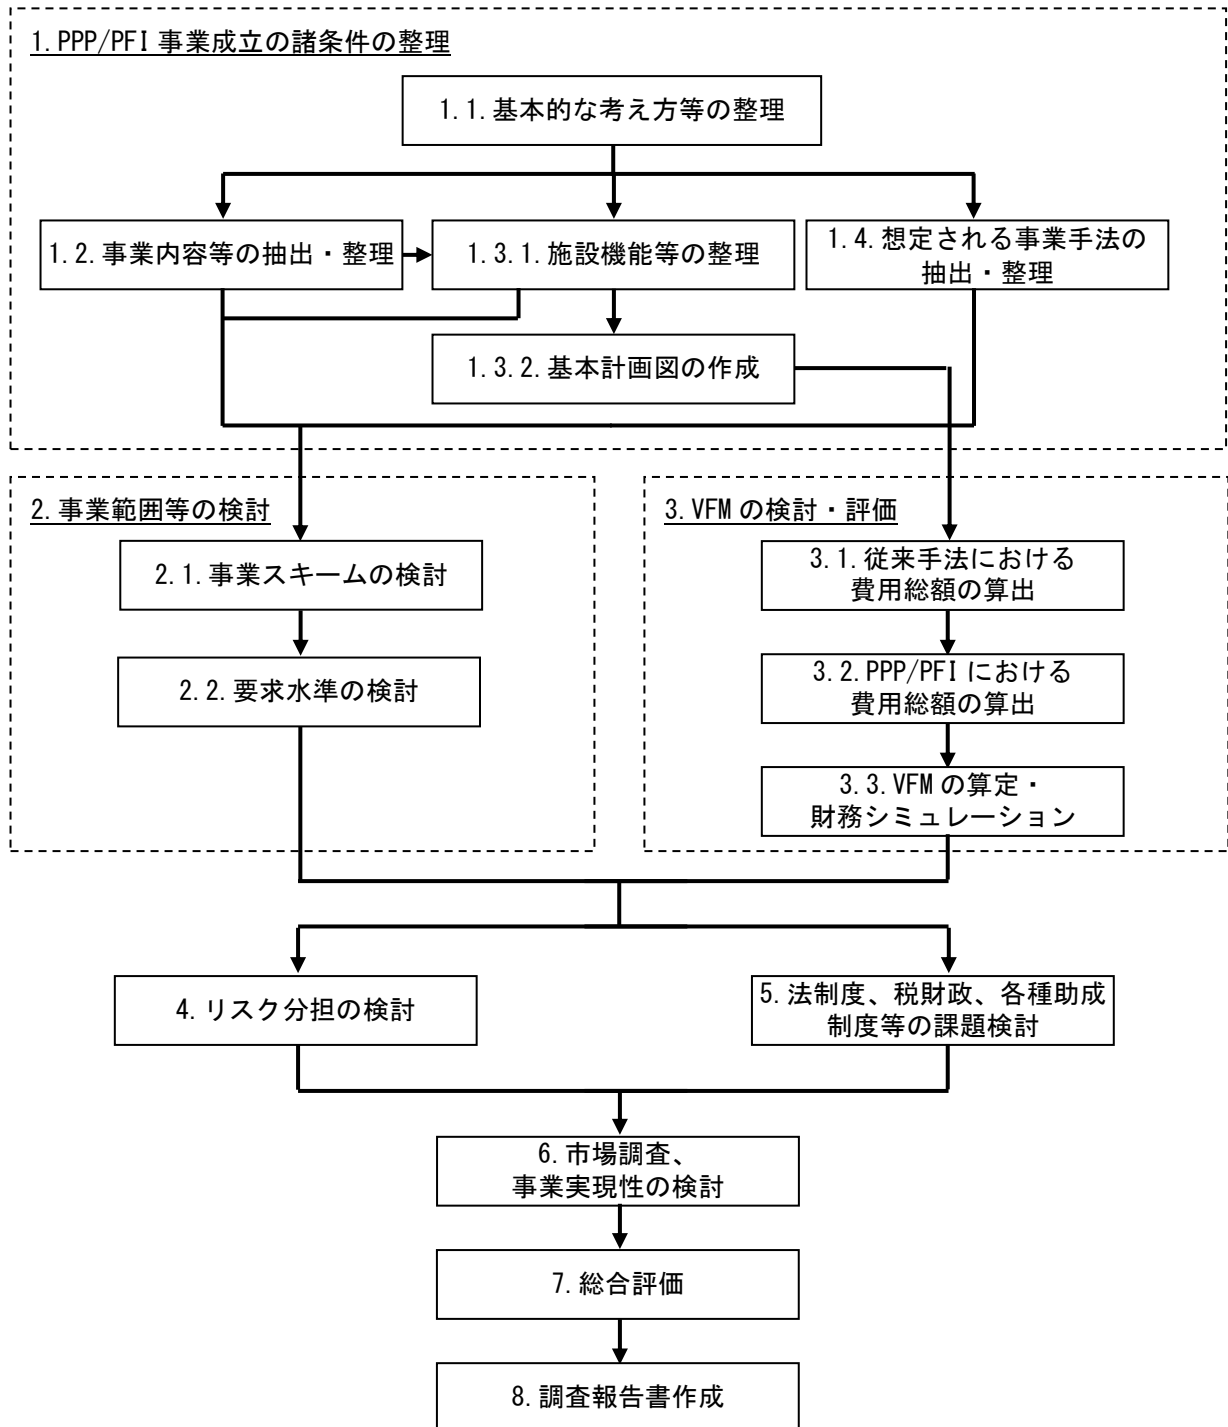 1.PPP/PFI 事業成立の諸条件の整理
1.1.基本的な考え方等の整理
1.2.事業内容等の抽出・整理
1.3.1.施設機能等の整理
1.4.想定される事業手法の
抽出・整理
1.3.2.基本計画図の作成
2.事業範囲等の検討
2.1.事業スキームの検討
2.2.要求水準の検討
3.VFM の検討・評価
3.1.従来手法における
費用総額の算出
3.2.PPP/PFI における
費用総額の算出
3.3.VFM の算定・
財務シミュレーション
4.リスク分担の検討
5.法制度、税財政、各種助成
制度等の課題検討
6.市場調査、
事業実現性の検討
7.総合評価
8.調査報告書作成